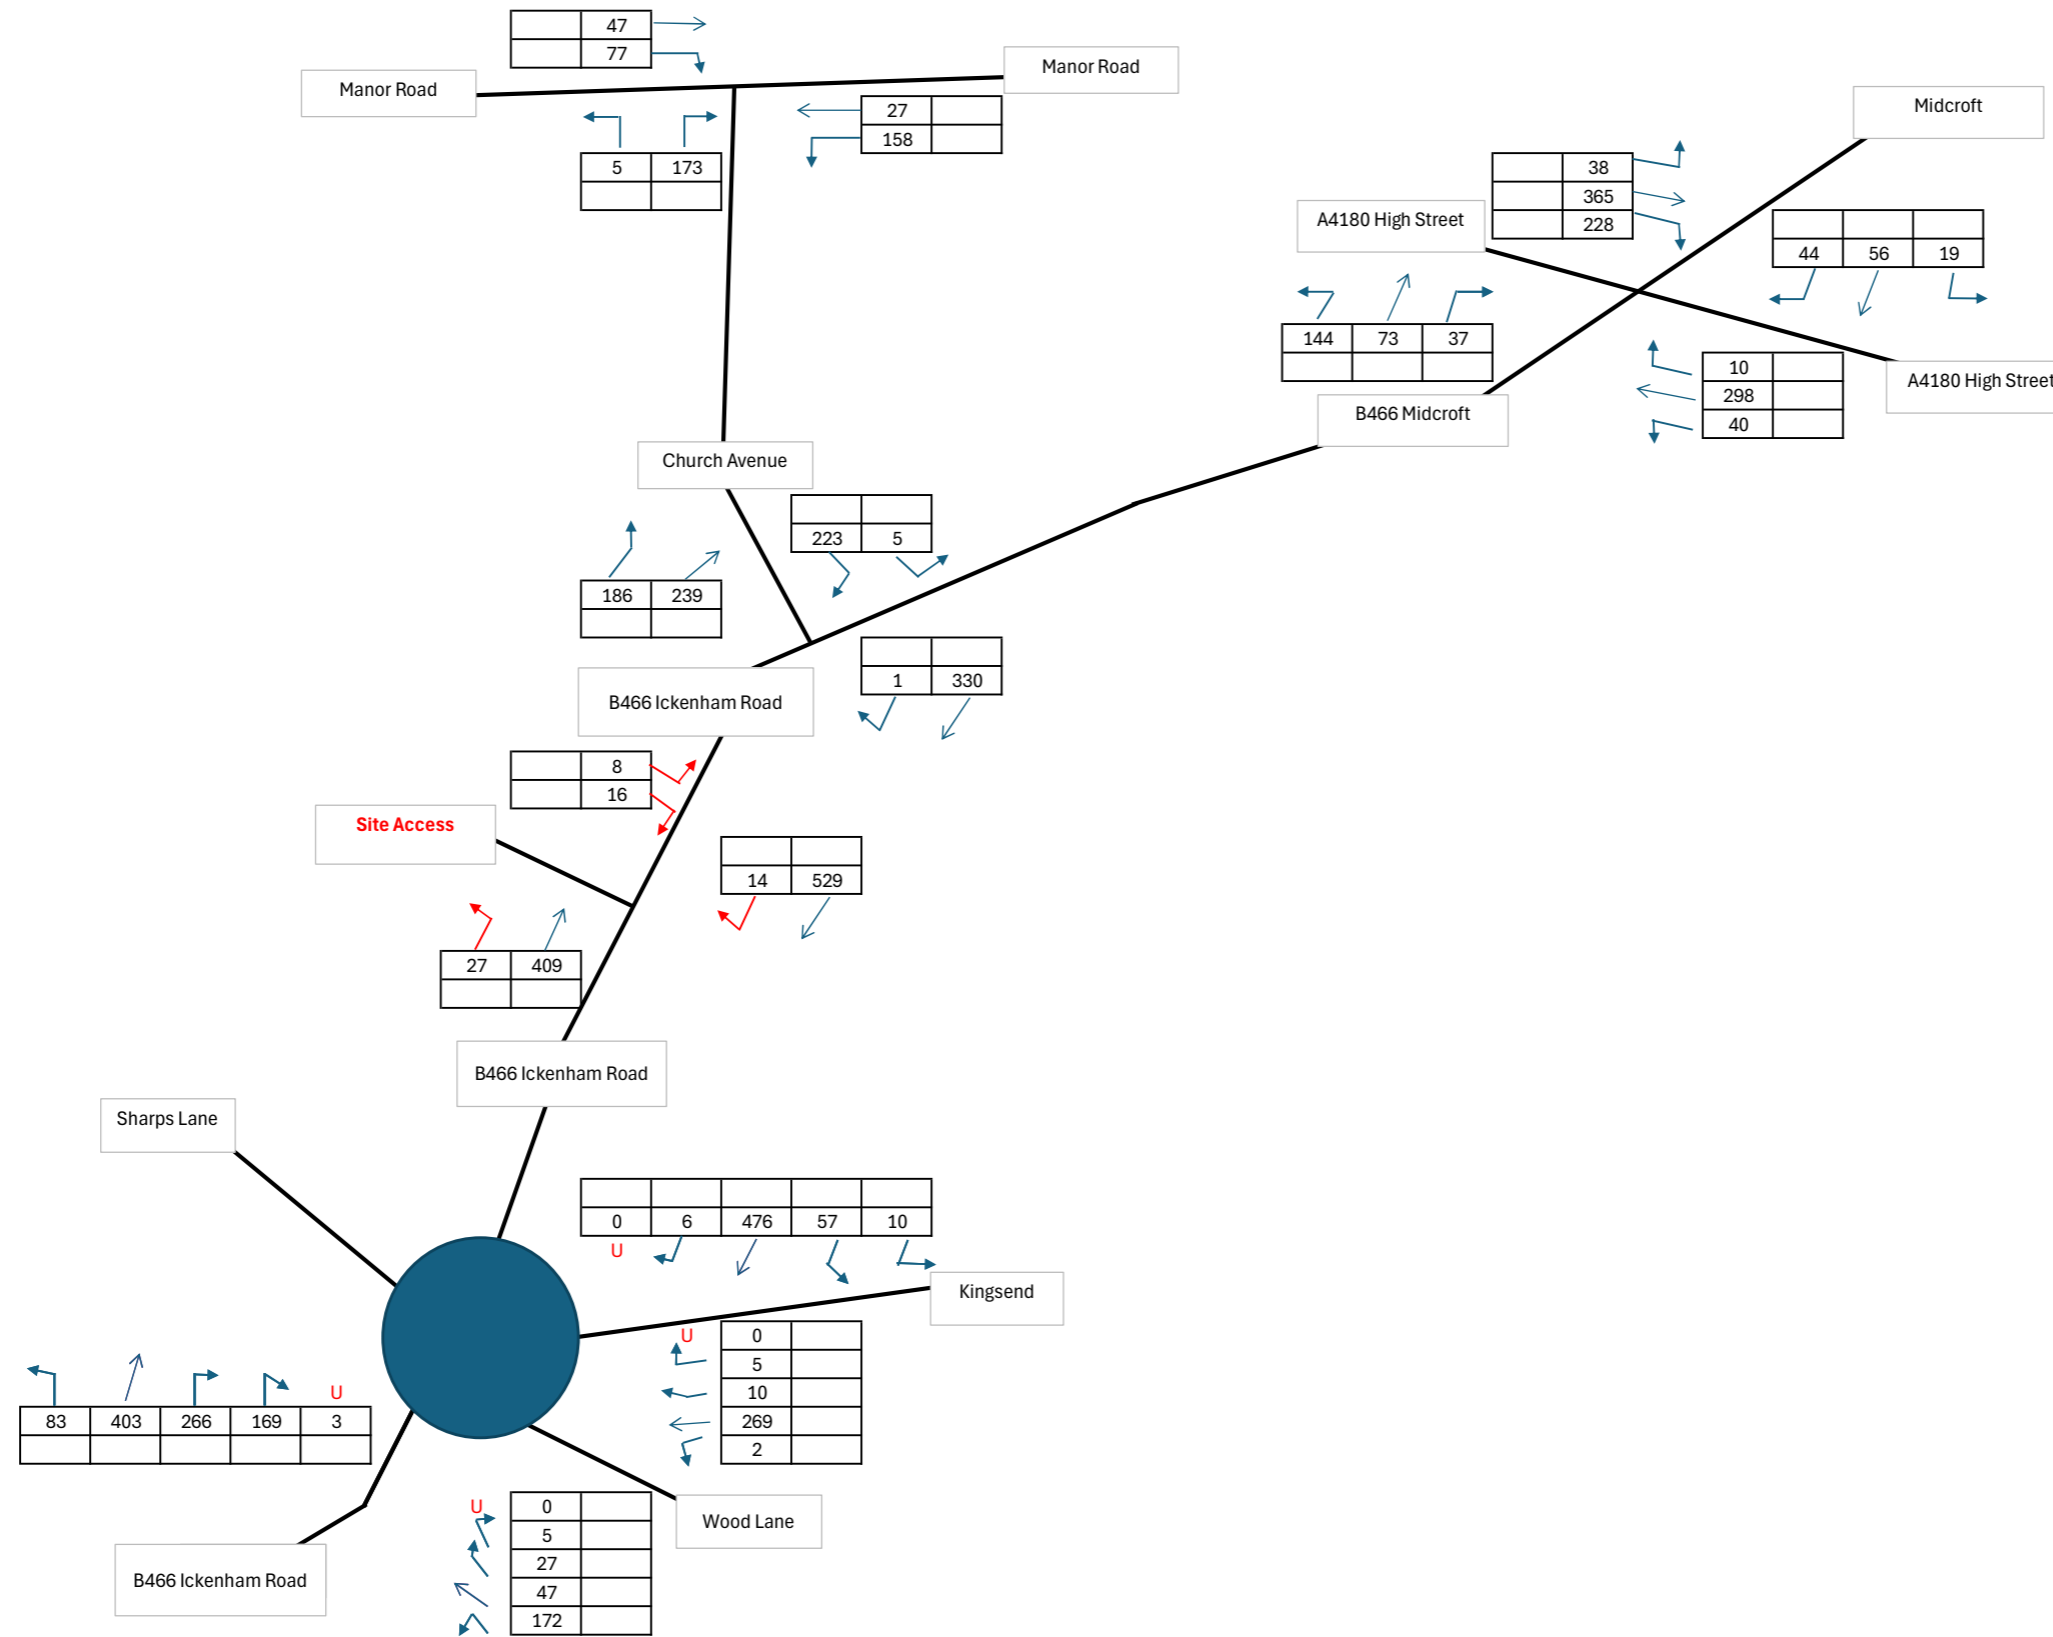 47
77
Manor Road
Manor Road
27
158
5 173
Midcroft
38
365
228
A4180 High Street
44 56 19
144 73 37
10
298
40
A4180 High Street
B466 Midcroft
Church Avenue
223 5
186 239
1 330
B466 Ickenham Road
8
16
Site Access
14 529
27 409
B466 Ickenham Road
Sharps Lane
0 6 476 57 10
U
Kingsend
U 0
5
10
269
2
U
83 403 266 169 3
U 0
5
27
47
172
Wood Lane
B466 Ickenham Road